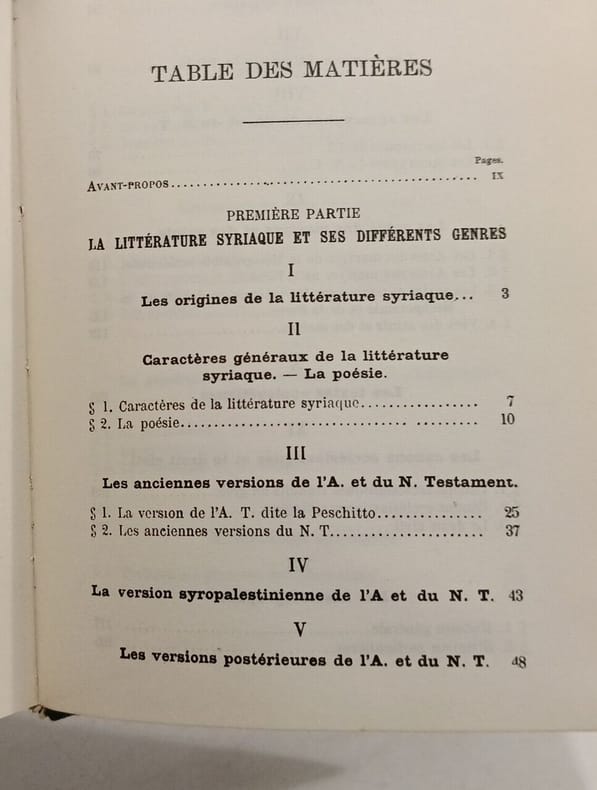 TABLE DES MATIÈRES
Pages.
AVANT-PROPOS........................................ IX
PREMIÈRE PARTIE
LA LITTÉRATURE SYRIAQUE ET SES DIFFÉRENTS GENRES
I
Les origines de la littérature syriaque... 3
II
Caractères généraux de la littérature
syriaque. — La poésie.
§ 1. Caractères de la littérature syriaque................. 7
§ 2. La poésie........................................... 10
III
Les anciennes versions de l'A. et du N. Testament.
§ 1. La version de l'A. T. dite la Peschitto............... 25
§ 2. Les anciennes versions du N. T...................... 37
IV
La version syropalestinienne de l'A et du N. T. 43
V
Les versions postérieures de l'A. et du N. T. 48